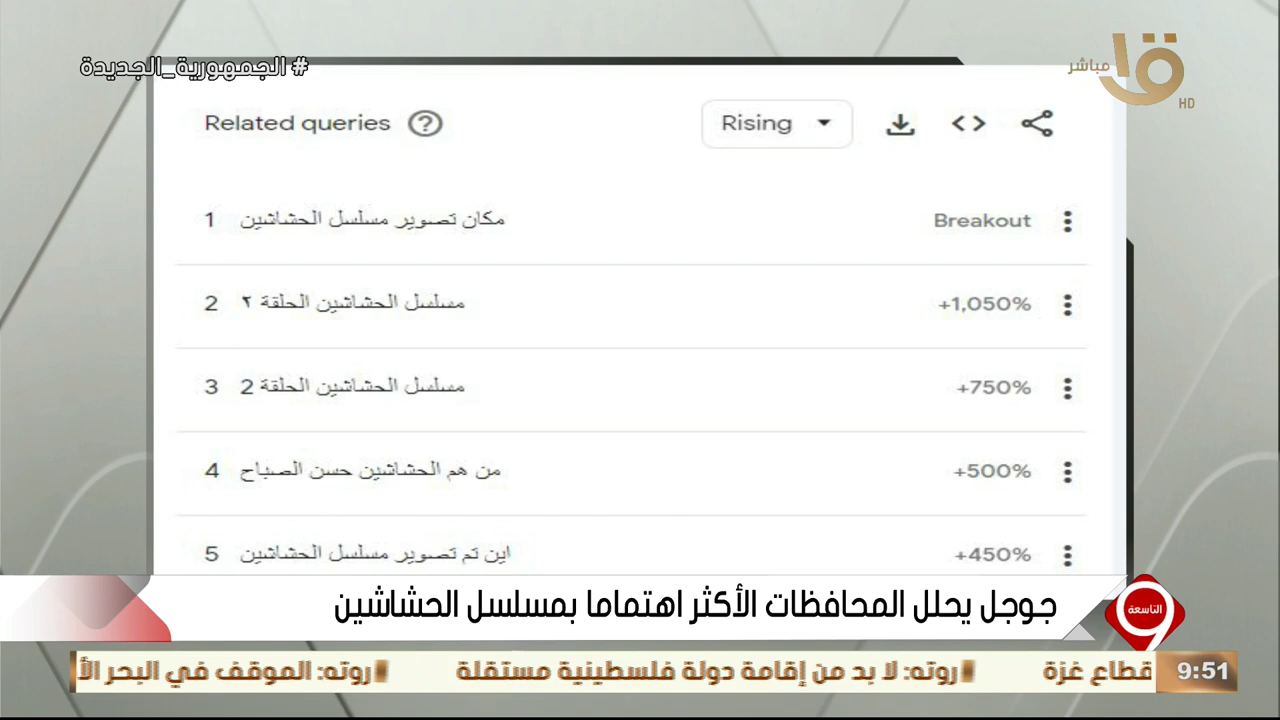 #الجمهورية_الجديدة
مباشر
HD
Related queries
Rising
1 مكان تصوير مسلسل الحشاشين Breakout
2 مسلسل الحشاشين الحلقة ٢ +1,050%
3 مسلسل الحشاشين الحلقة 2 +750%
4 من هم الحشاشين حسن الصباح +500%
5 اين تم تصوير مسلسل الحشاشين +450%
جوجل يحلل المحافظات الأكثر اهتماما بمسلسل الحشاشين
التاسعة
9
9:51 قطاع غزة روته: لا بد من إقامة دولة فلسطينية مستقلة روته: الموقف في البحر الأ